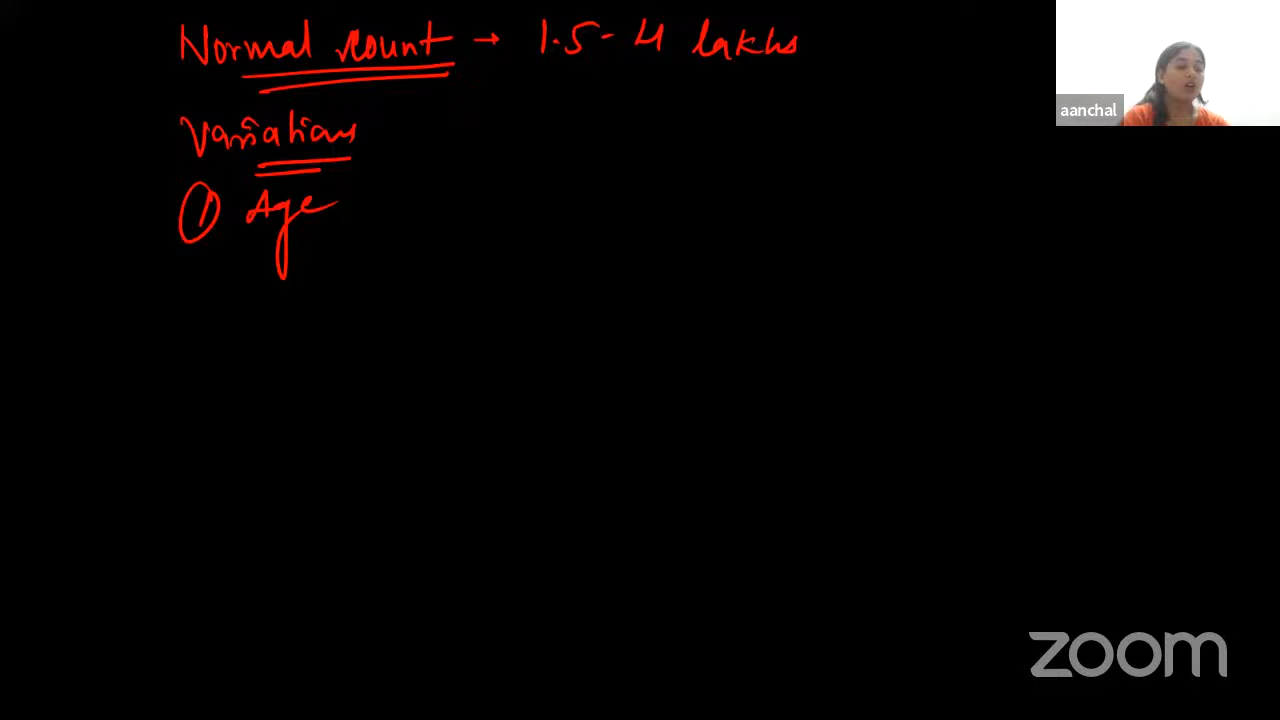 Normal count → 1.5 - 4 lakhs
aanchal
Variations
① Age
zoom